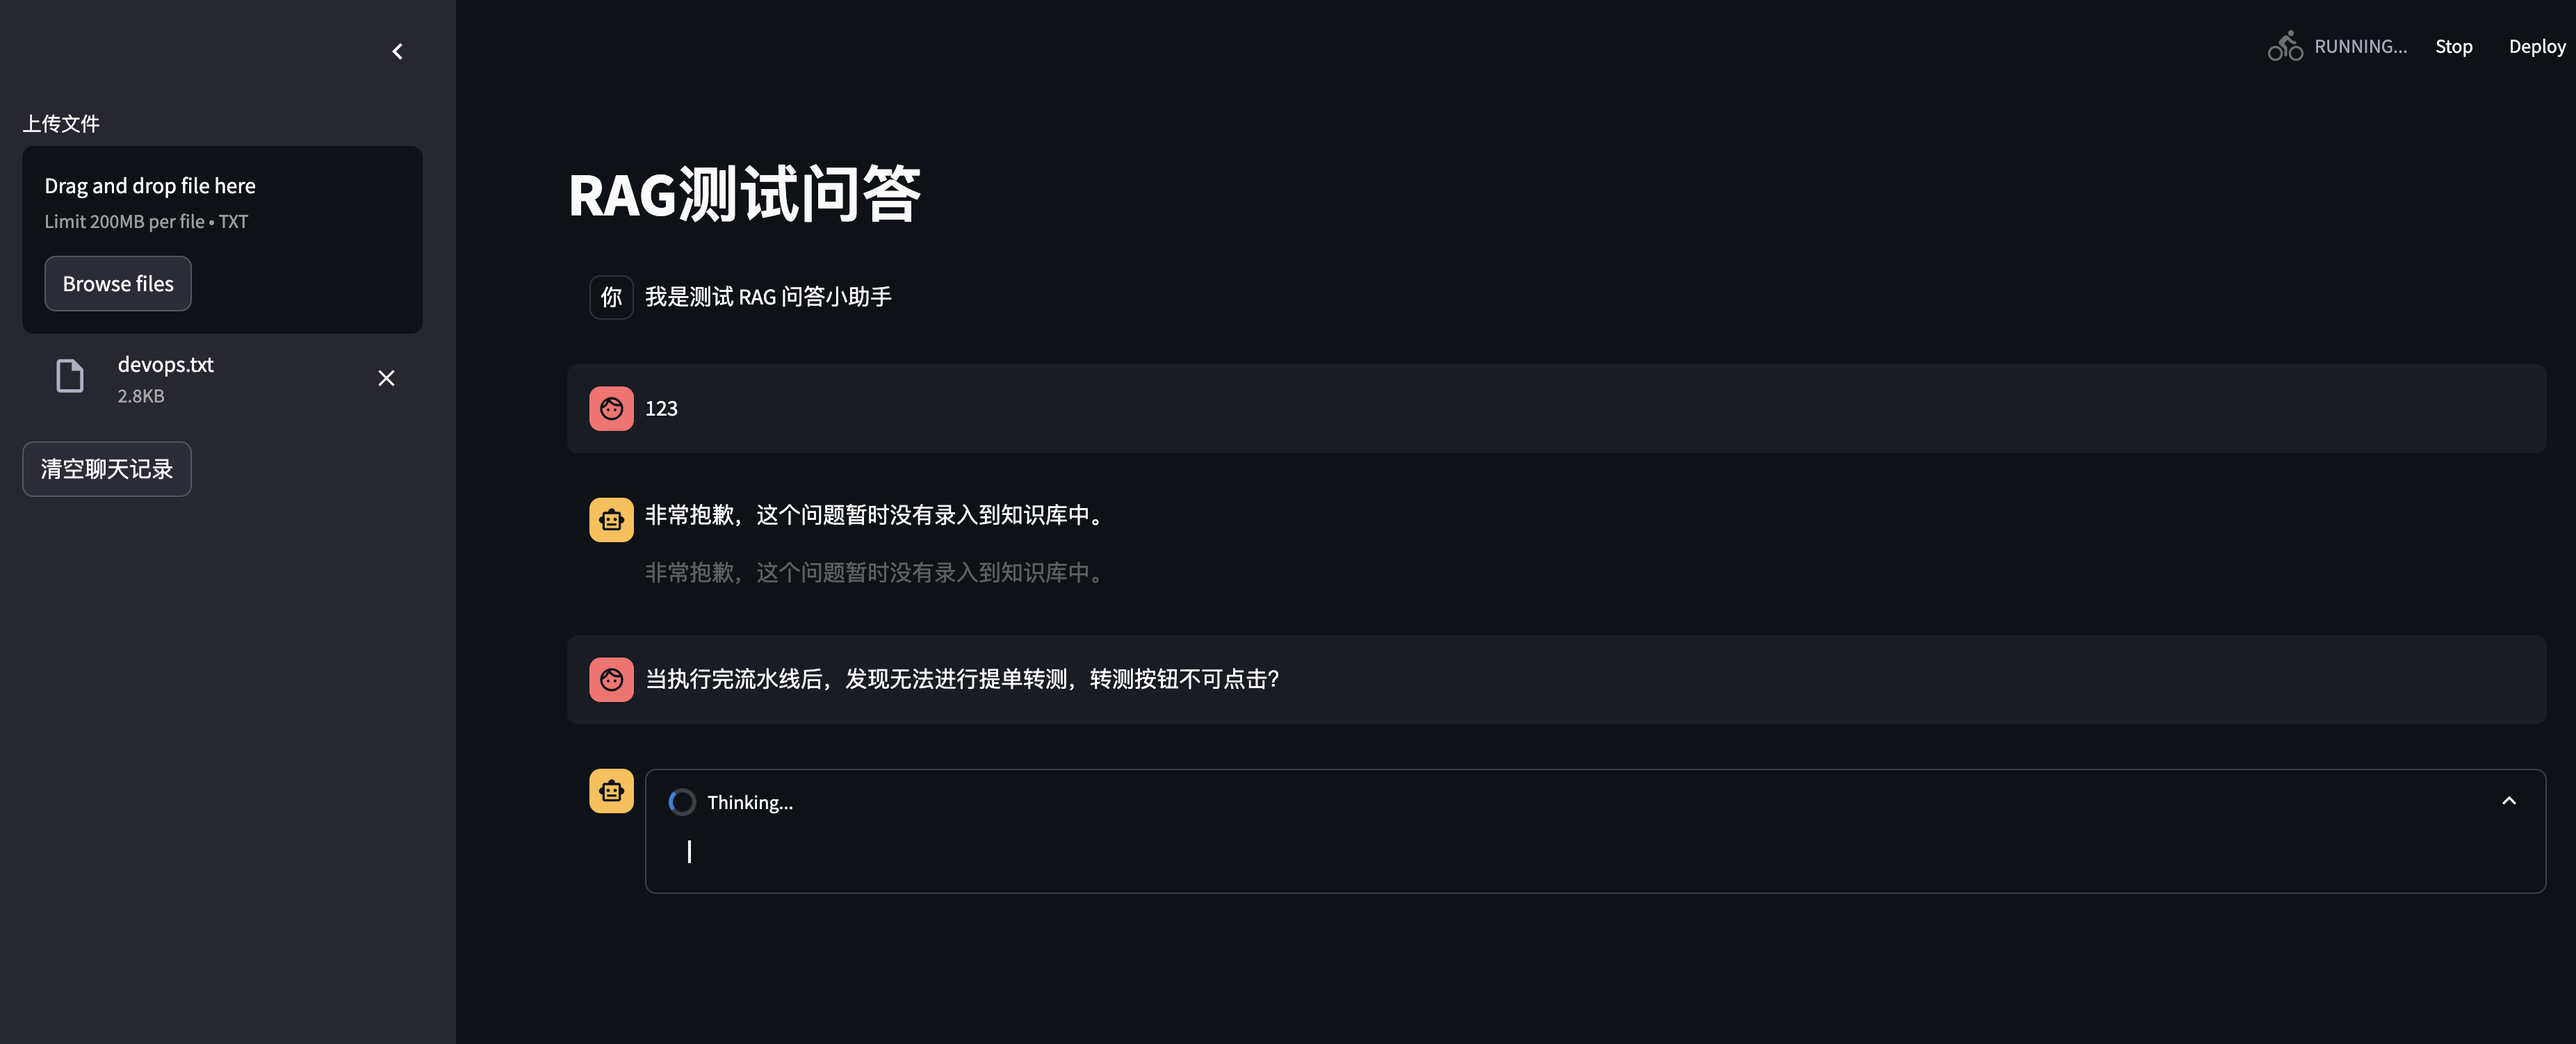 RUNNING...
Stop
Deploy
上传文件
Drag and drop file here
Limit 200MB per file • TXT
Browse files
devops.txt
2.8KB
清空聊天记录
RAG测试问答
你
我是测试 RAG 问答小助手
123
非常抱歉，这个问题暂时没有录入到知识库中。
非常抱歉，这个问题暂时没有录入到知识库中。
当执行完流水线后，发现无法进行提单转测，转测按钮不可点击?
Thinking...